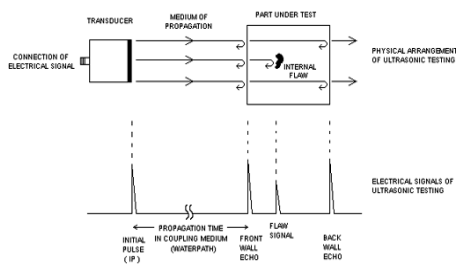 TRANSDUCER
MEDIUM OF
PROPAGATION
PART UNDER TEST
CONNECTION OF
ELECTRICAL SIGNAL
INTERNAL
FLAW
PHYSICAL ARRANGEMENT
OF ULTRASONIC TESTING
ELECTRICAL SIGNALS OF
ULTRASONIC TESTING
INITIAL
PULSE
( IP )
PROPAGATION TIME
IN COUPLING MEDIUM
(WATERPATH)
FRONT
WALL
ECHO
FLAW
SIGNAL
BACK
WALL
ECHO